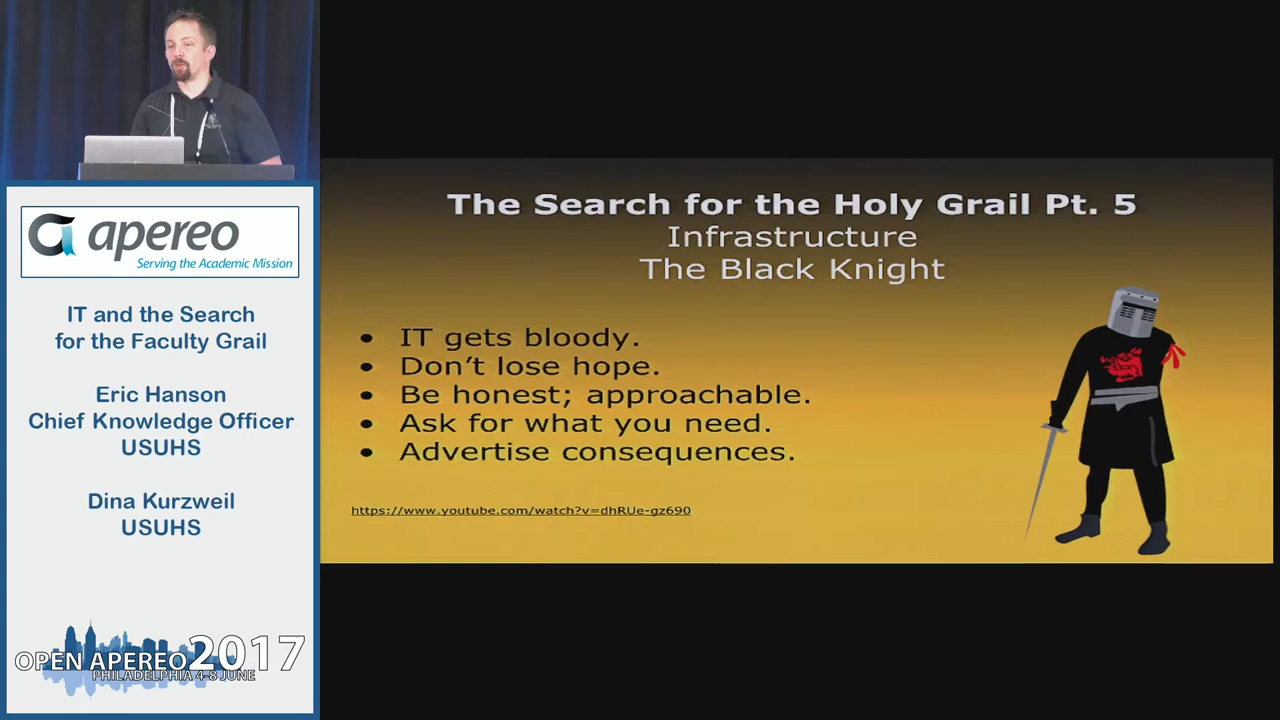 apereo
Serving the Academic Mission
IT and the Search
for the Faculty Grail
Eric Hanson
Chief Knowledge Officer
USUHS
Dina Kurzweil
USUHS
OPEN APEREO 2017
PHILADELPHIA 4-8 JUNE
The Search for the Holy Grail Pt. 5
Infrastructure
The Black Knight
• IT gets bloody.
• Don't lose hope.
• Be honest; approachable.
• Ask for what you need.
• Advertise consequences.
https://www.youtube.com/watch?v=dhRUe-gz690